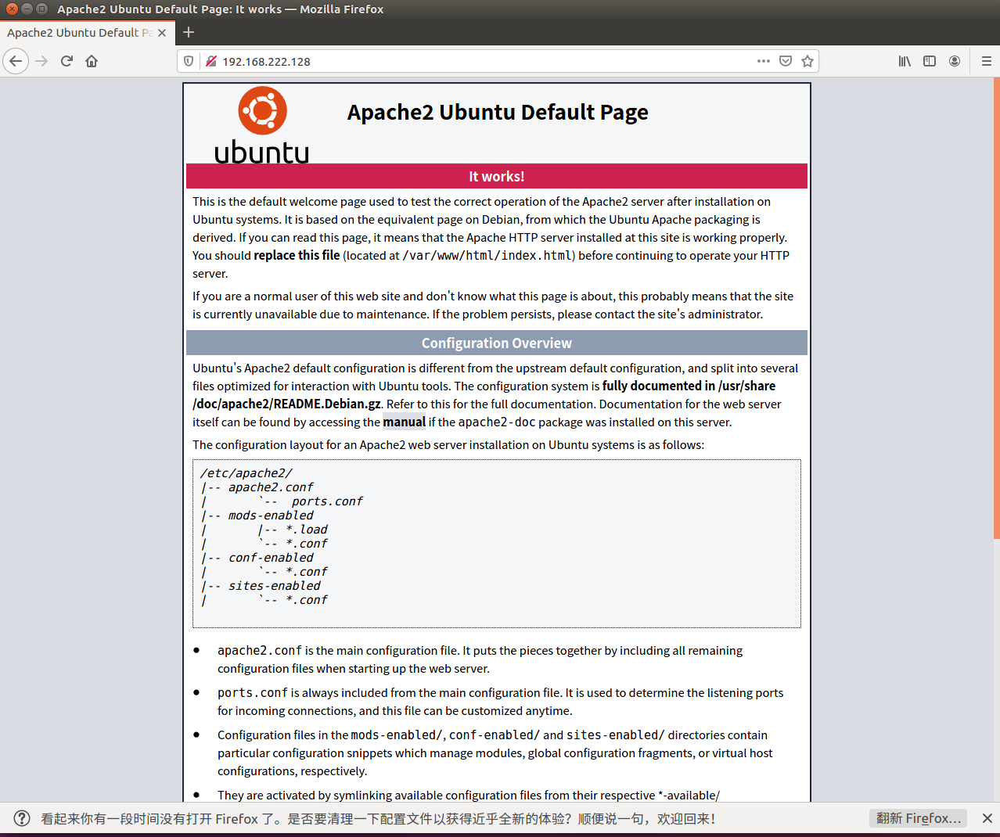 Apache2 Ubuntu Default Page: It works — Mozilla Firefox
Apache2 Ubuntu Default Pa
192.168.222.128
ubuntu
Apache2 Ubuntu Default Page
It works!
This is the default welcome page used to test the correct operation of the Apache2 server after installation on
Ubuntu systems. It is based on the equivalent page on Debian, from which the Ubuntu Apache packaging is
derived. If you can read this page, it means that the Apache HTTP server installed at this site is working properly.
You should replace this file (located at /var/www/html/index.html) before continuing to operate your HTTP
server.
If you are a normal user of this web site and don't know what this page is about, this probably means that the site
is currently unavailable due to maintenance. If the problem persists, please contact the site's administrator.
Configuration Overview
Ubuntu's Apache2 default configuration is different from the upstream default configuration, and split into several
files optimized for interaction with Ubuntu tools. The configuration system is fully documented in /usr/share
/doc/apache2/README.Debian.gz. Refer to this for the full documentation. Documentation for the web server
itself can be found by accessing the manual if the apache2-doc package was installed on this server.
The configuration layout for an Apache2 web server installation on Ubuntu systems is as follows:
/etc/apache2/
|-- apache2.conf
|       `--  ports.conf
|-- mods-enabled
|       |-- *.load
|       `-- *.conf
|-- conf-enabled
|       `-- *.conf
|-- sites-enabled
|       `-- *.conf
● apache2.conf is the main configuration file. It puts the pieces together by including all remaining
configuration files when starting up the web server.
● ports.conf is always included from the main configuration file. It is used to determine the listening ports
for incoming connections, and this file can be customized anytime.
● Configuration files in the mods-enabled/, conf-enabled/ and sites-enabled/ directories contain
particular configuration snippets which manage modules, global configuration fragments, or virtual host
configurations, respectively.
● They are activated by symlinking available configuration files from their respective *-available/
看起来你有一段时间没有打开 Firefox 了。是否要清理一下配置文件以获得近乎全新的体验？顺便说一句，欢迎回来！
翻新 Firefox...